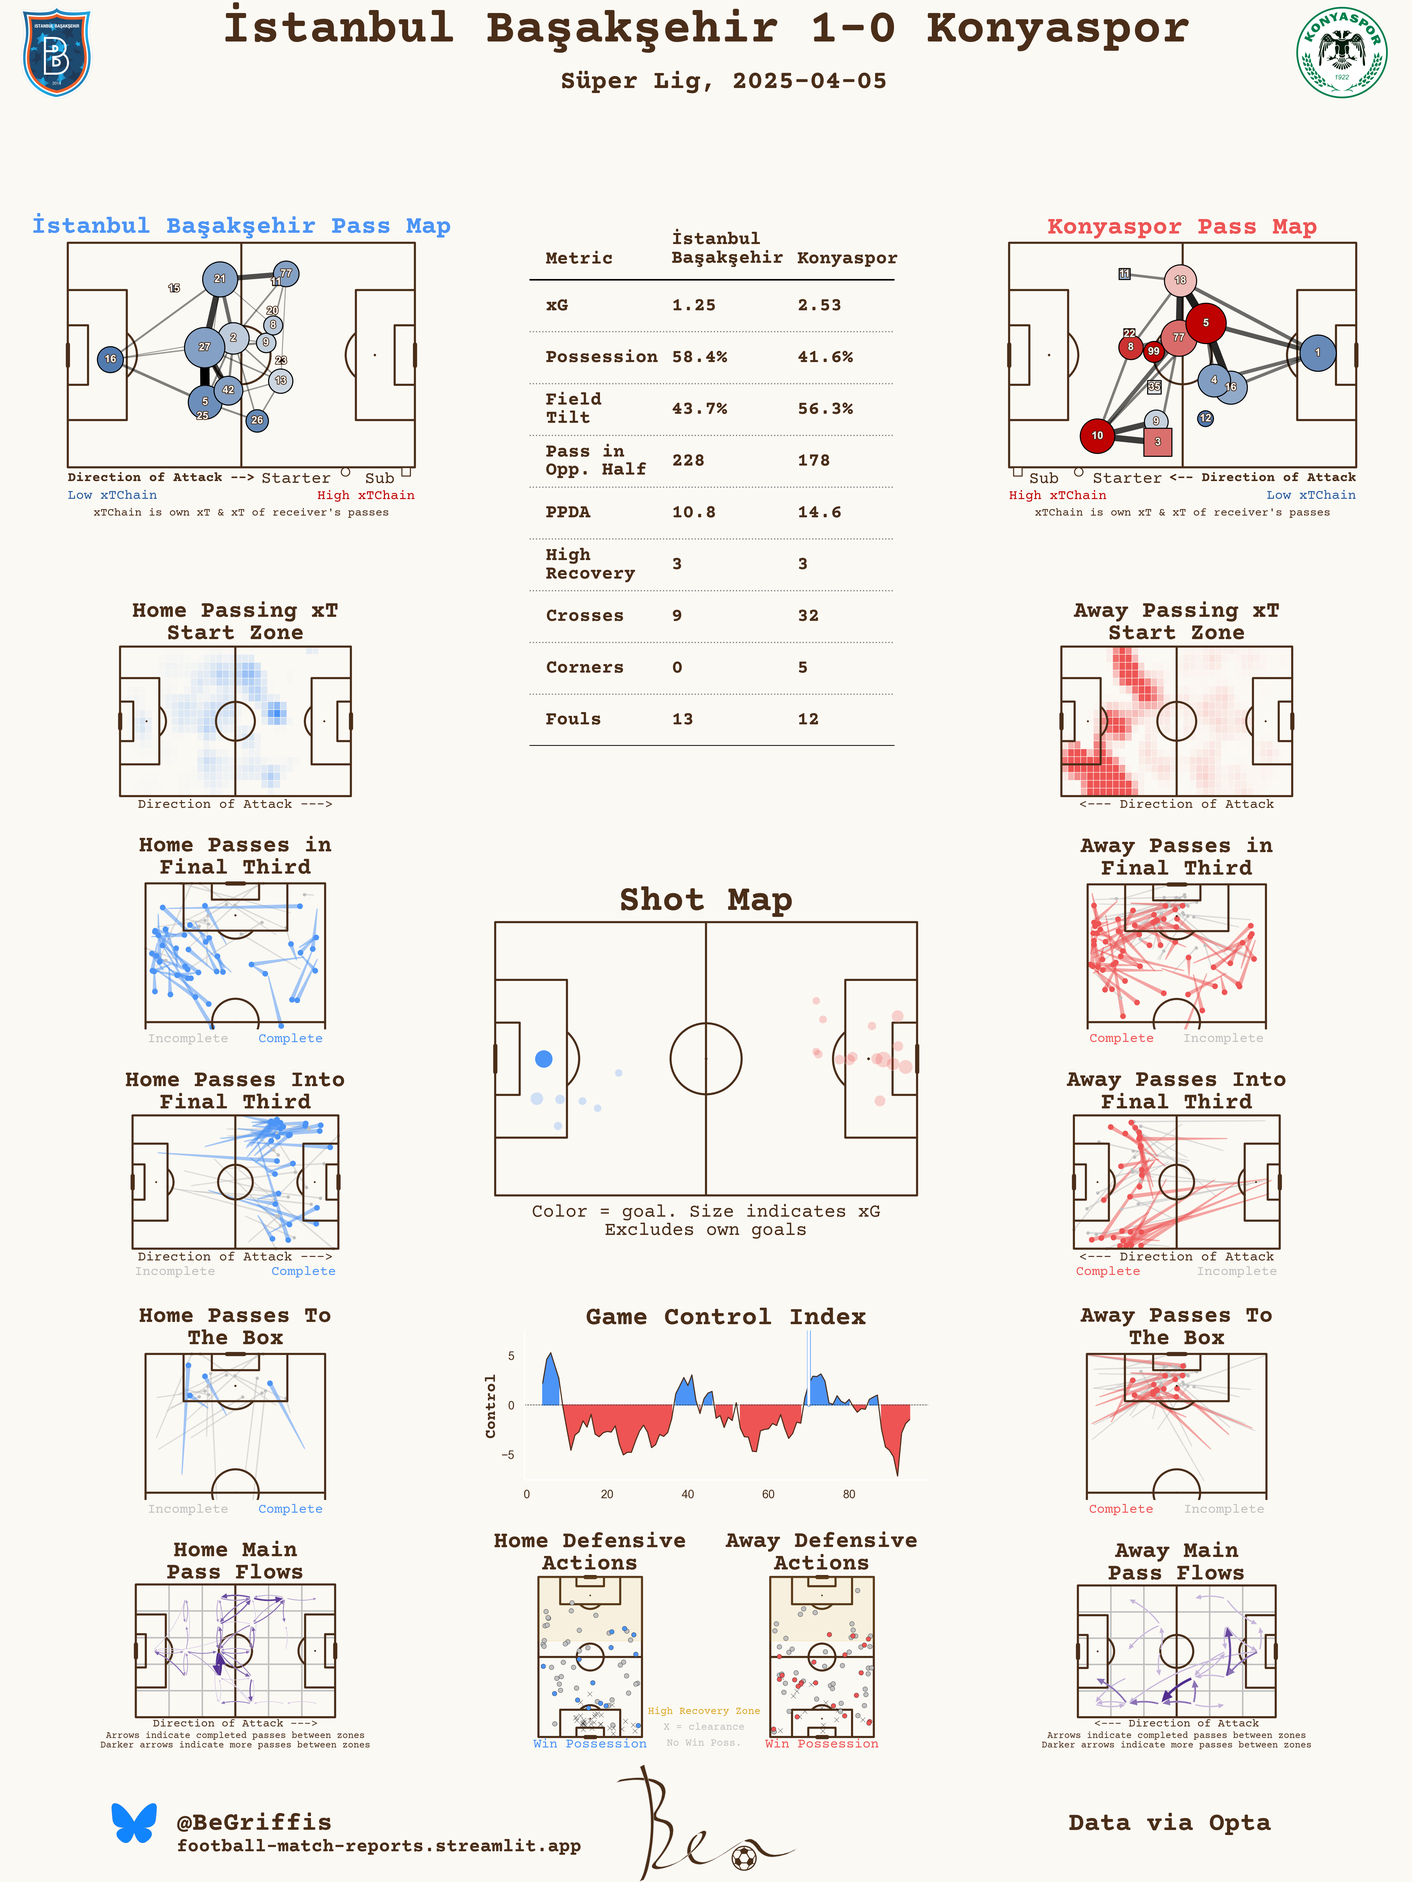 İstanbul Başakşehir 1-0 Konyaspor
Süper Lig, 2025-04-05
İSTANBUL BAŞAKŞEHİR
2014
KONYASPOR
1922
İstanbul Başakşehir Pass Map
21
77
11
15
20
8
2
9
27
16
23
13
42
5
25
26
Direction of Attack --> Starter Sub
Low xTChain High xTChain
xTChain is own xT & xT of receiver's passes
Metric İstanbul Başakşehir Konyaspor
xG 1.25 2.53
Possession 58.4% 41.6%
Field Tilt 43.7% 56.3%
Pass in Opp. Half 228 178
PPDA 10.8 14.6
High Recovery 3 3
Crosses 9 32
Corners 0 5
Fouls 13 12
Konyaspor Pass Map
11
18
5
22
77
8
99
1
4
16
35
9
12
10
3
Sub Starter <-- Direction of Attack
High xTChain Low xTChain
xTChain is own xT & xT of receiver's passes
Home Passing xT
Start Zone
Direction of Attack --->
Away Passing xT
Start Zone
<--- Direction of Attack
Home Passes in
Final Third
Incomplete Complete
Shot Map
Color = goal. Size indicates xG
Excludes own goals
Away Passes in
Final Third
Complete Incomplete
Home Passes Into
Final Third
Direction of Attack --->
Incomplete Complete
Away Passes Into
Final Third
<--- Direction of Attack
Complete Incomplete
Home Passes To
The Box
Incomplete Complete
Game Control Index
Control
5
0
−5
0 20 40 60 80
Away Passes To
The Box
Complete Incomplete
Home Main
Pass Flows
Direction of Attack --->
Arrows indicate completed passes between zones
Darker arrows indicate more passes between zones
Home Defensive
Actions
Win Possession
Away Defensive
Actions
Win Possession
High Recovery Zone
X = clearance
No Win Poss.
Away Main
Pass Flows
<--- Direction of Attack
Arrows indicate completed passes between zones
Darker arrows indicate more passes between zones
@BeGriffis
football-match-reports.streamlit.app
Ben
Data via Opta